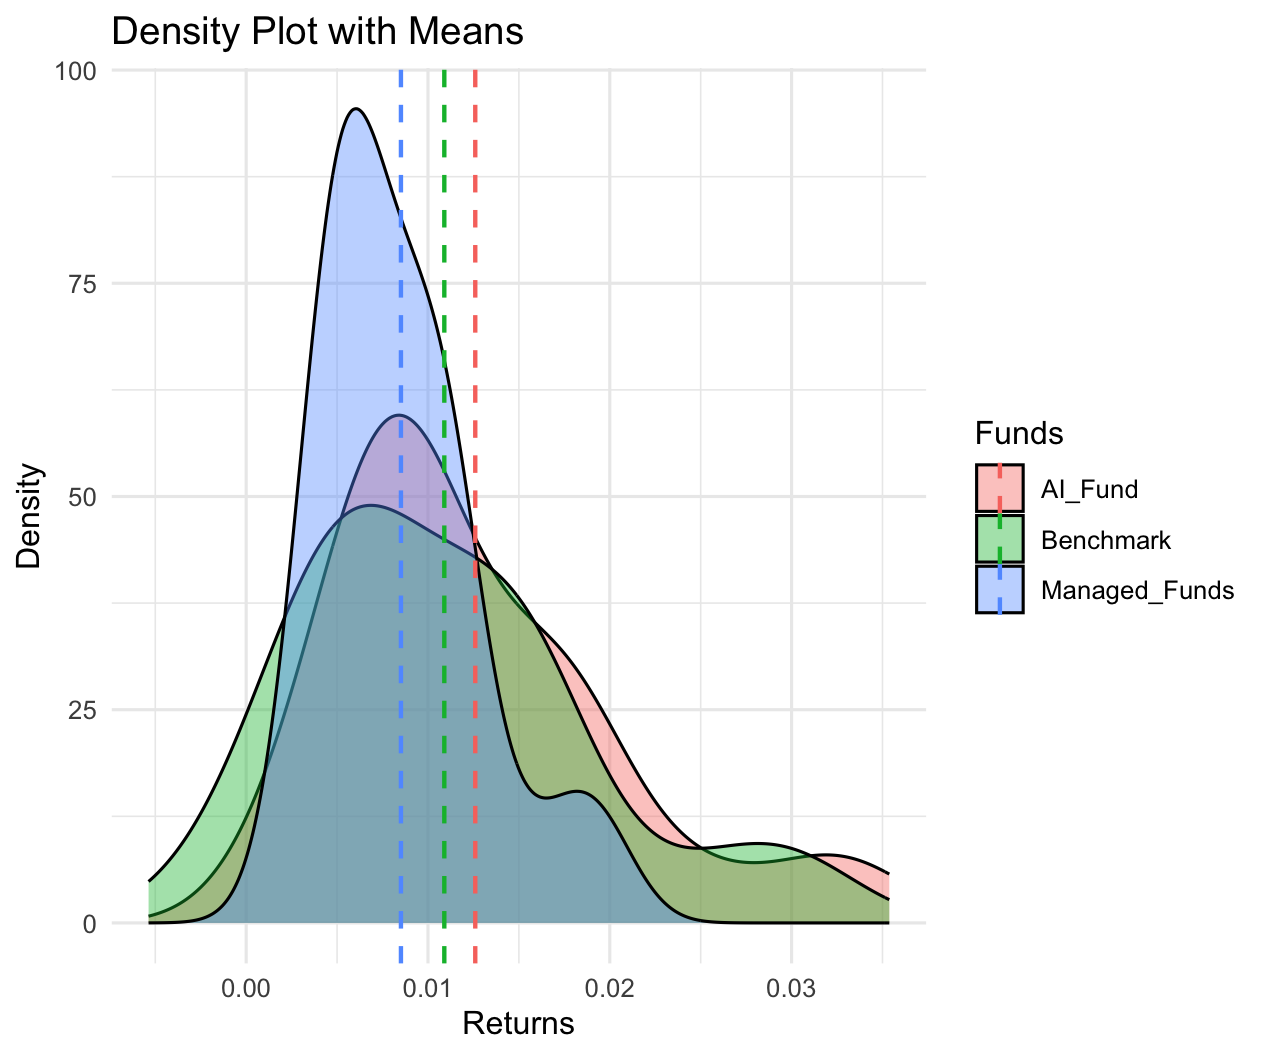 Density Plot with Means
100
75
50
25
0
Density
0.00 0.01 0.02 0.03
Returns
Funds
AI_Fund
Benchmark
Managed_Funds